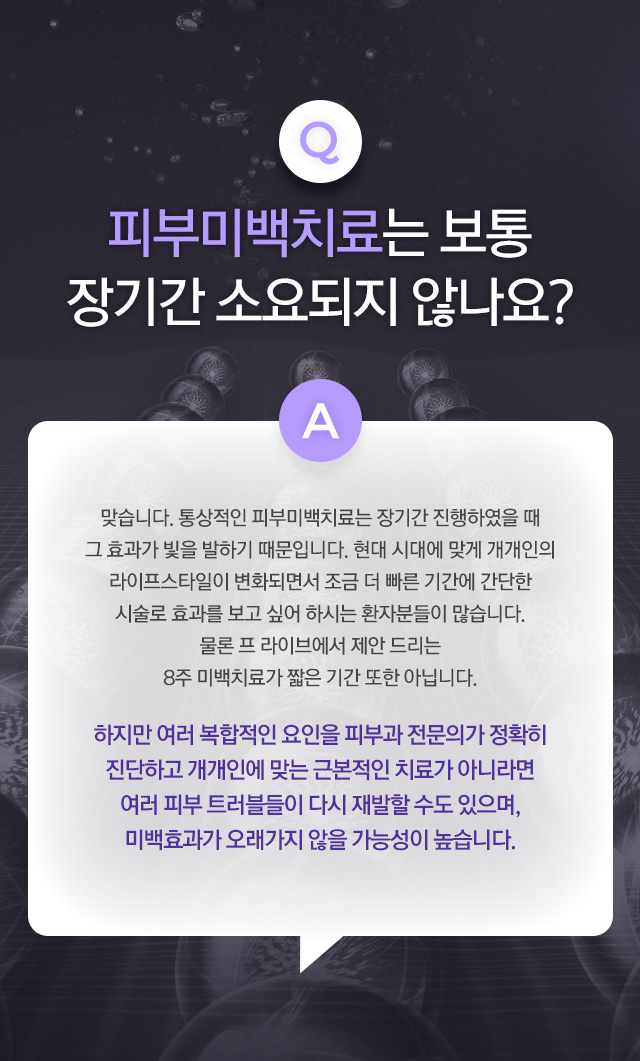 Q
피부미백치료는 보통
장기간 소요되지 않나요?
A
맞습니다. 통상적인 피부미백치료는 장기간 진행하였을 때
그 효과가 빛을 발하기 때문입니다. 현대 시대에 맞게 개개인의
라이프스타일이 변화되면서 조금 더 빠른 기간에 간단한
시술로 효과를 보고 싶어 하시는 환자분들이 많습니다.
물론 프 라이브에서 제안 드리는
8주 미백치료가 짧은 기간 또한 아닙니다.
하지만 여러 복합적인 요인을 피부과 전문의가 정확히
진단하고 개개인에 맞는 근본적인 치료가 아니라면
여러 피부 트러블들이 다시 재발할 수도 있으며,
미백효과가 오래가지 않을 가능성이 높습니다.